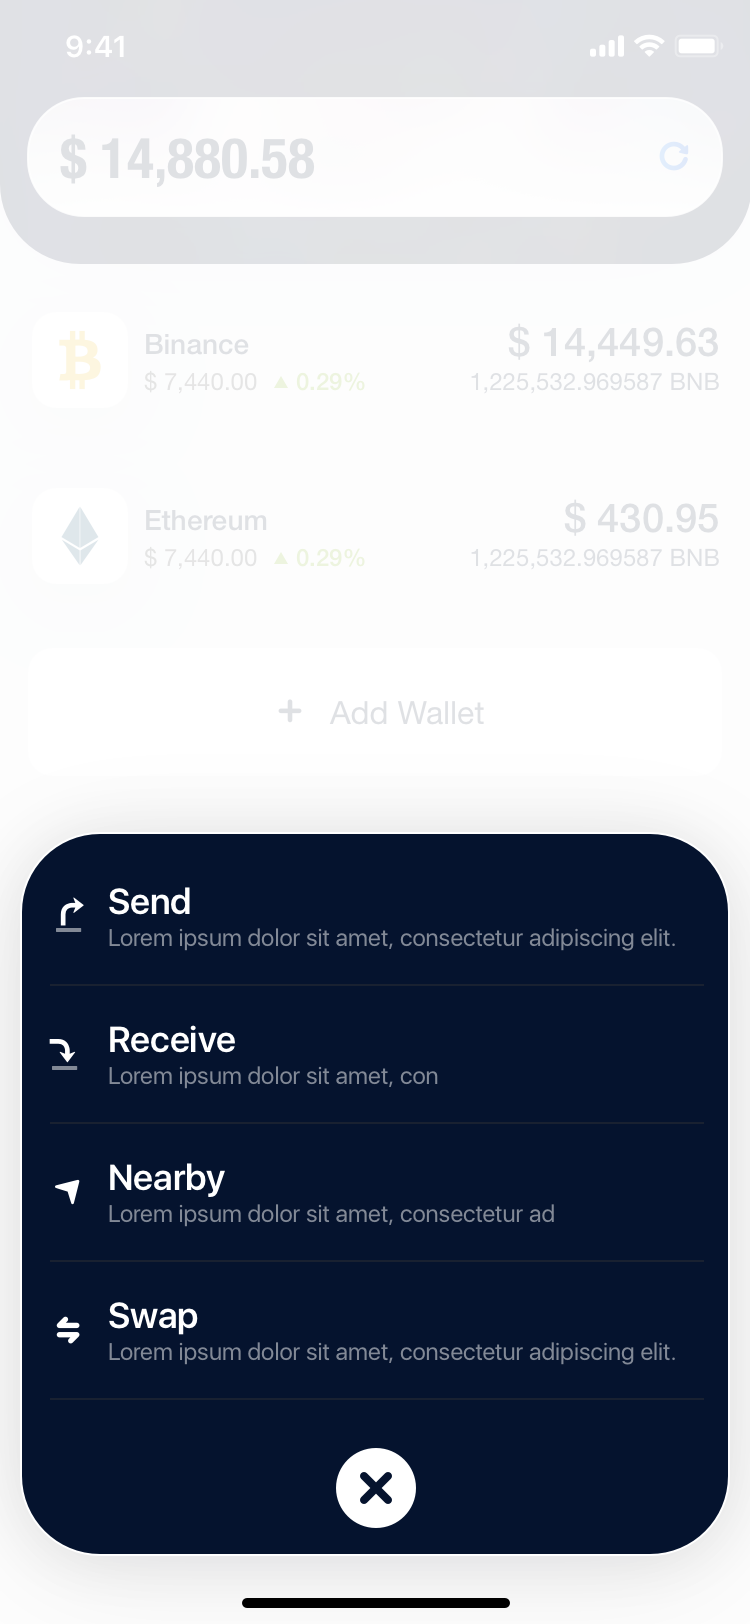 9:41
$ 14,880.58
Binance
$ 14,449.63
$ 7,440.00 ▲ 0.29%
1,225,532.969587 BNB
Ethereum
$ 430.95
$ 7,440.00 ▲ 0.29%
1,225,532.969587 BNB
+ Add Wallet
Send
Lorem ipsum dolor sit amet, consectetur adipiscing elit.
Receive
Lorem ipsum dolor sit amet, con
Nearby
Lorem ipsum dolor sit amet, consectetur ad
Swap
Lorem ipsum dolor sit amet, consectetur adipiscing elit.